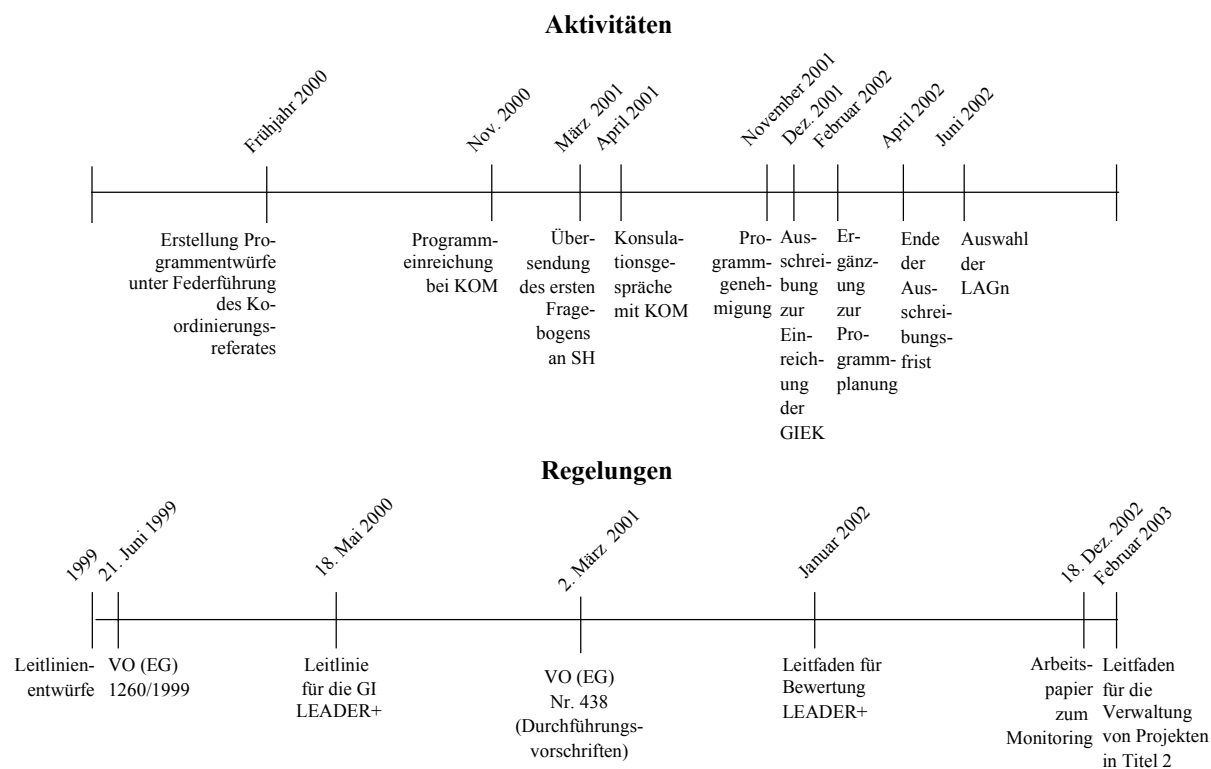 Aktivitäten
Frühjahr 2000
Nov. 2000
März 2001
April 2001
November 2001
Dez. 2001
Februar 2002
April 2002
Juni 2002
Erstellung Pro-
grammentwürfe
unter Federführung
des Ko-
ordinierungs-
referates
Programm-
einreichung
bei KOM
Über-
sendung
des ersten
Frage-
bogens
an SH
Konsula-
tionsge-
spräche
mit KOM
Pro-
gramm-
geneh-
migung
Aus-
schrei-
bung
zur
Ein-
reich-
ung
der
GIEK
Er-
gänz-
ung
zur
Pro-
gramm-
planung
Ende
der
Aus-
schrei-
bungs-
frist
Auswahl
der
LAGn
Regelungen
1999
21. Juni 1999
18. Mai 2000
2. März 2001
Januar 2002
18. Dez. 2002
Februar 2003
Leitlinien-
entwürfe
VO (EG)
1260/1999
Leitlinie
für die GI
LEADER+
VO (EG)
Nr. 438
(Durchführungs-
vorschriften)
Leitfaden für
Bewertung
LEADER+
Arbeits-
papier
zum
Monitoring
Leitfaden
für die
Verwaltung
von Projekten
in Titel 2